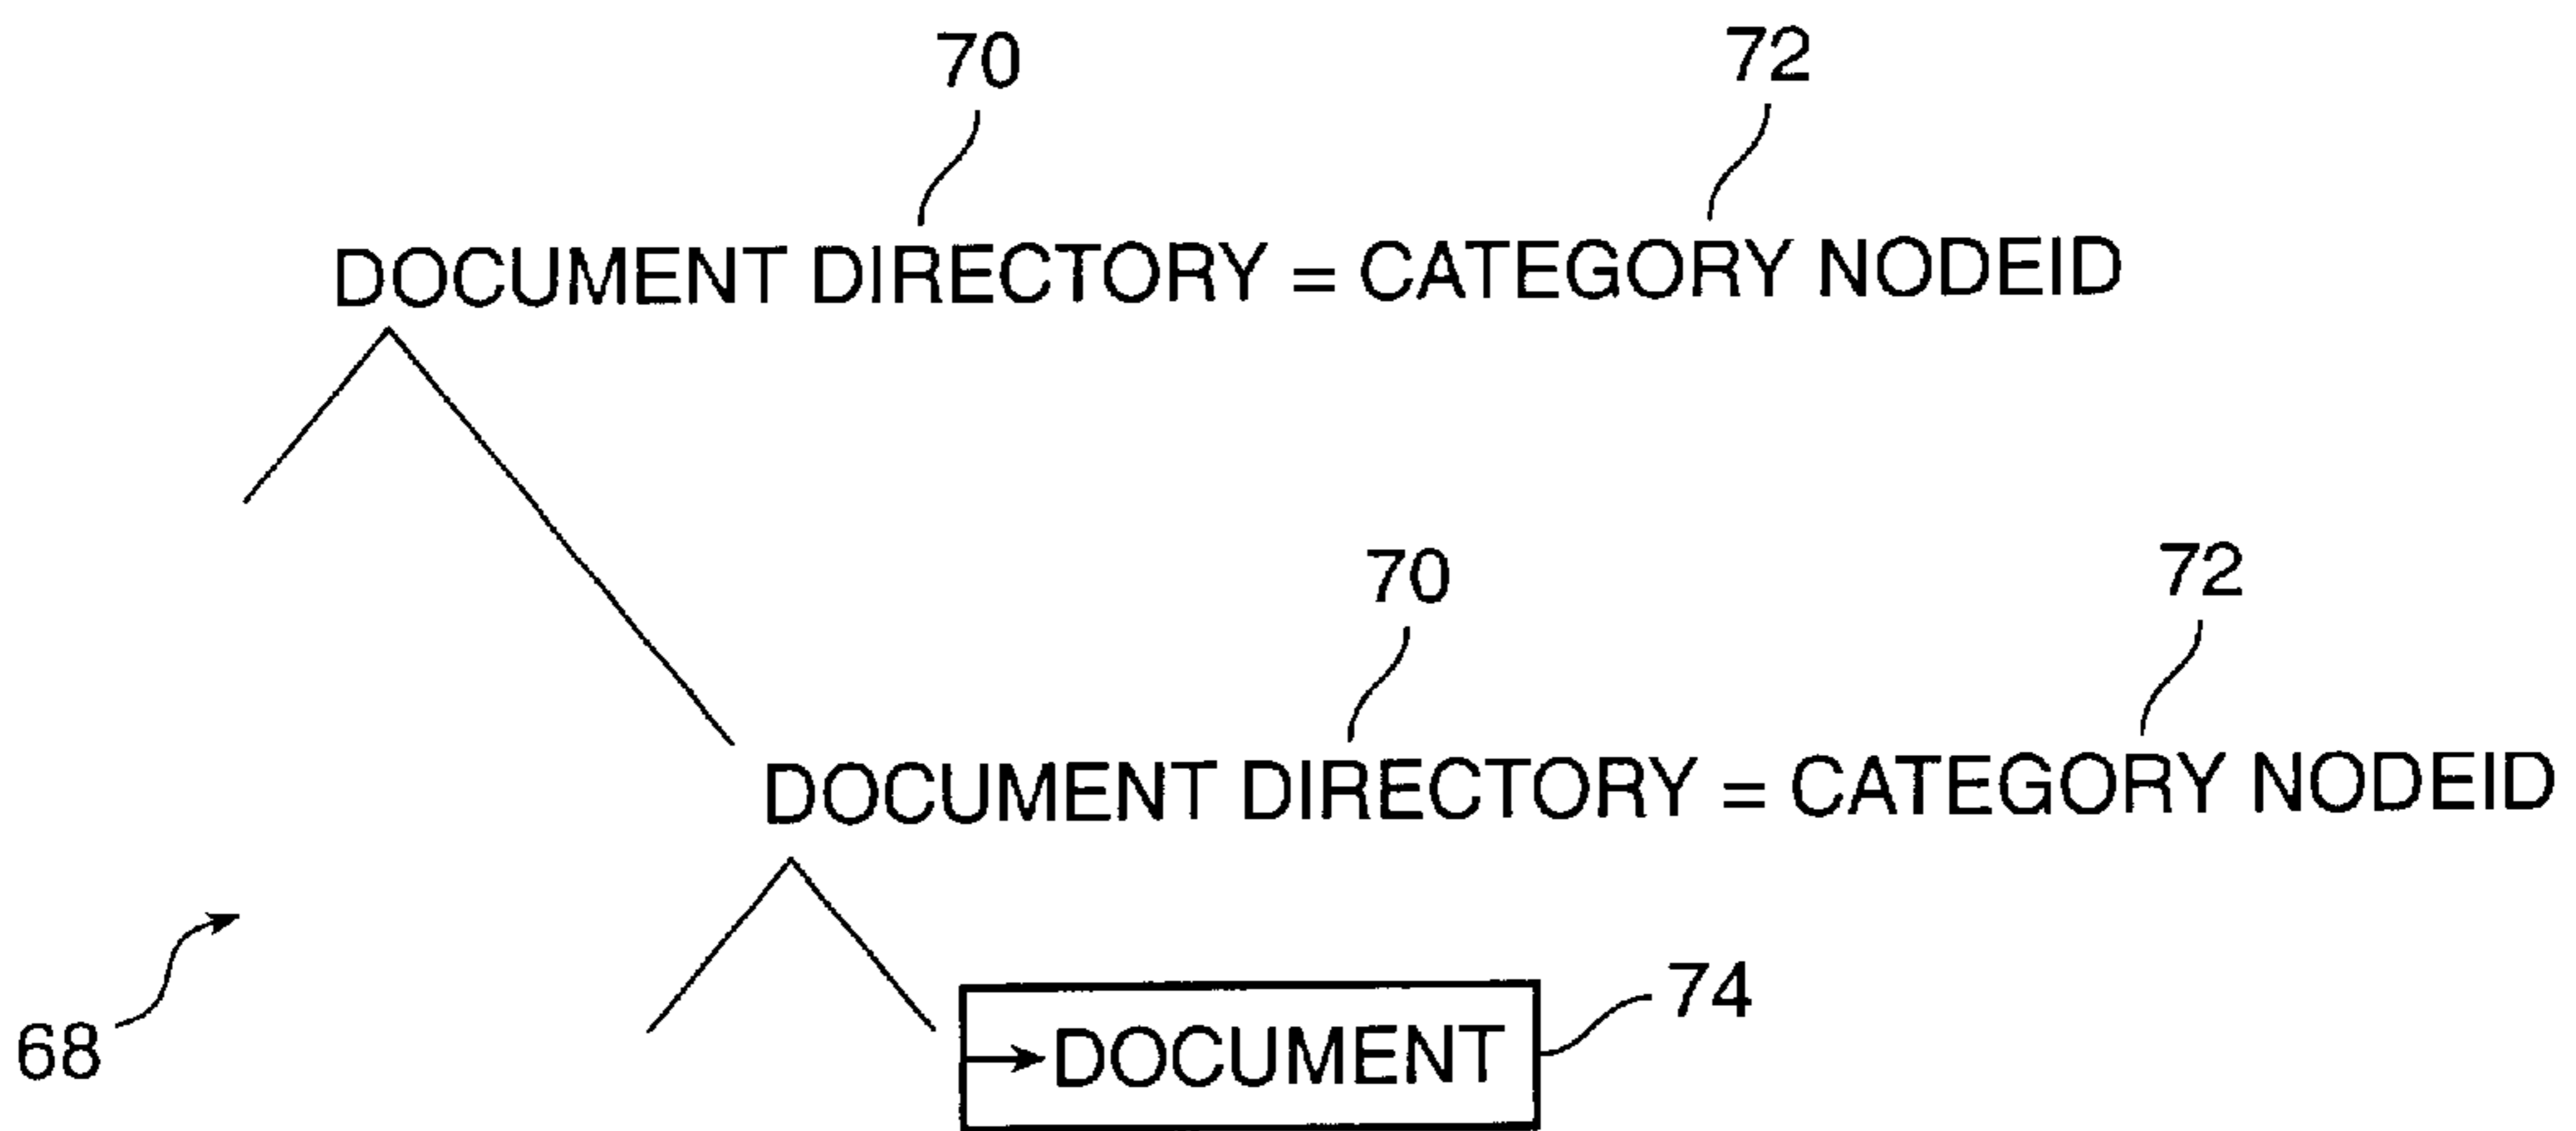 70 72
DOCUMENT DIRECTORY = CATEGORY NODEID
70 72
DOCUMENT DIRECTORY = CATEGORY NODEID
74
DOCUMENT
68